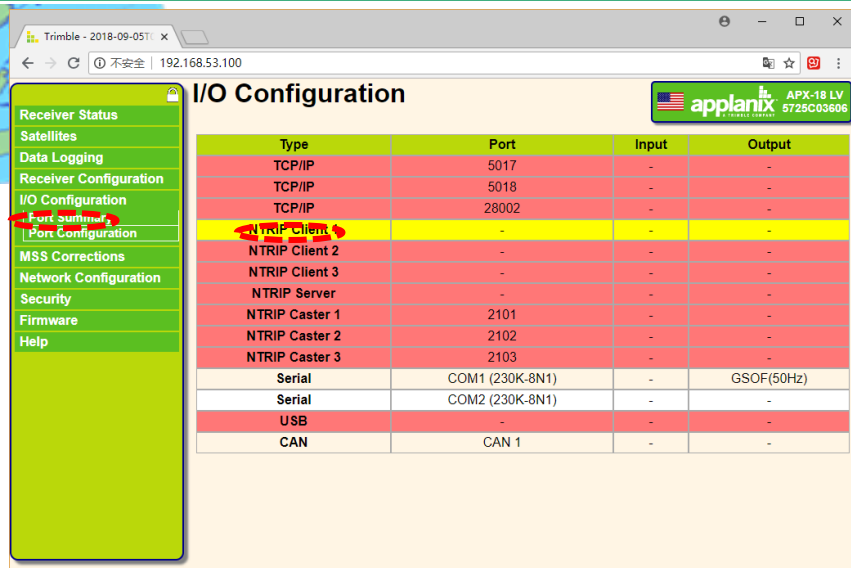 Trimble - 2018-09-05T
不安全 | 192.168.53.100
I/O Configuration
applanix
A TRIMBLE COMPANY
APX-18 LV
5725C03606
Receiver Status
Satellites
Data Logging
Receiver Configuration
I/O Configuration
Port Summary
Port Configuration
MSS Corrections
Network Configuration
Security
Firmware
Help
Type Port Input Output
TCP/IP 5017 - -
TCP/IP 5018 - -
TCP/IP 28002 - -
NTRIP Client - - -
NTRIP Client 2 - - -
NTRIP Client 3 - - -
NTRIP Server - - -
NTRIP Caster 1 2101 - -
NTRIP Caster 2 2102 - -
NTRIP Caster 3 2103 - -
Serial COM1 (230K-8N1) - GSOF(50Hz)
Serial COM2 (230K-8N1) - -
USB - - -
CAN CAN 1 - -